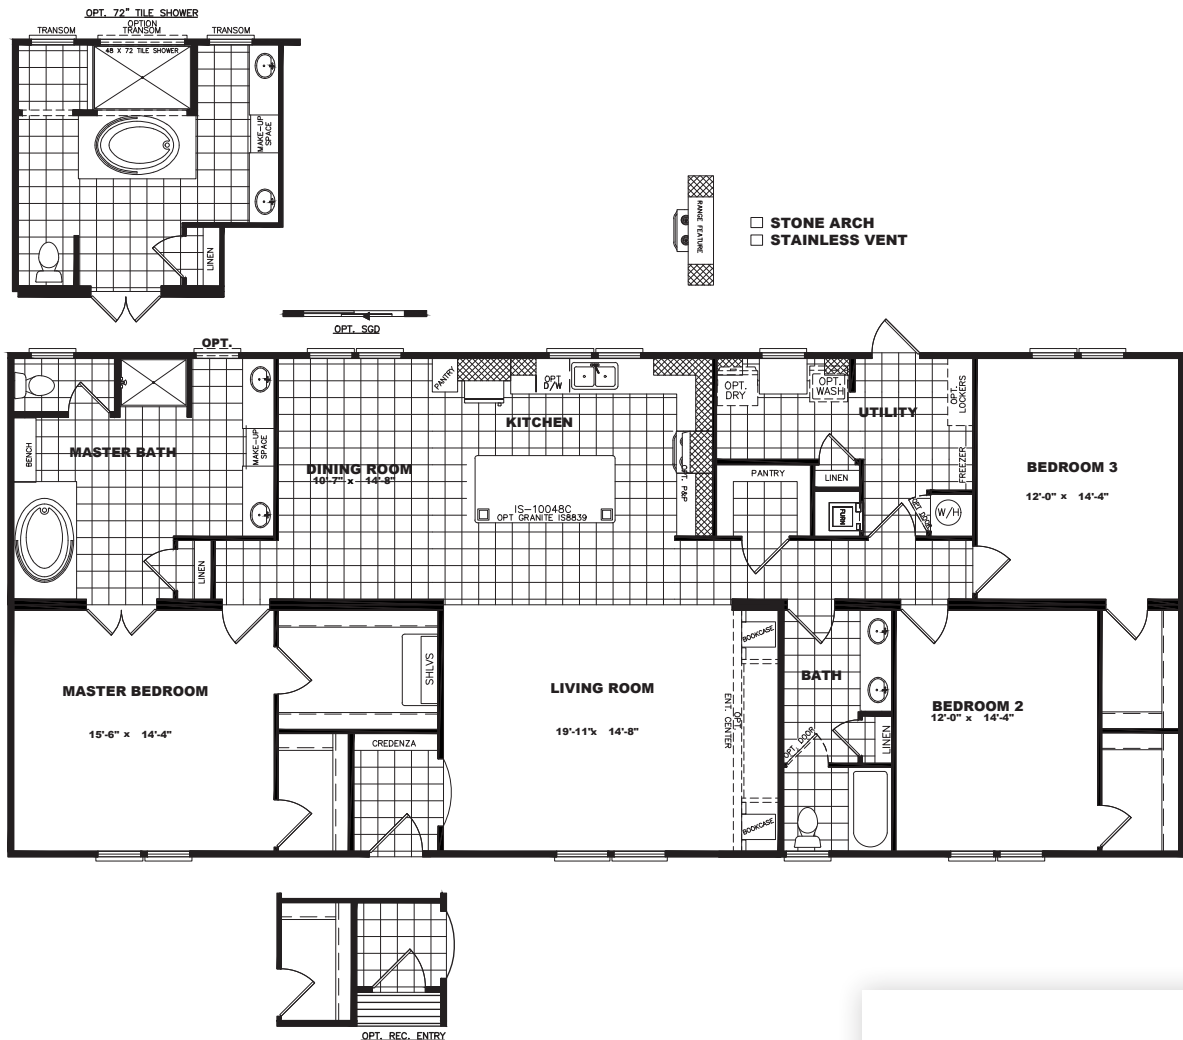 OPT. 72" TILE SHOWER
OPTION
TRANSOM
TRANSOM
TRANSOM
48 X 72 TILE SHOWER
MAKE-UP
SPACE
LINEN
RANGE FEATURE
STONE ARCH
STAINLESS VENT
OPT. SGD
OPT.
PANTRY
OPT
D/W
OPT.
DRY
OPT.
WASH
OPT.
LOCKERS
KITCHEN
UTILITY
BENCH
MASTER BATH
MAKE-UP
SPACE
DINING ROOM
10'-7" x 14'-8"
T. P&P
PANTRY
LINEN
FREEZER
BEDROOM 3
12'-0" x 14'-4"
IS-10048C
OPT GRANITE IS8839
FURN
OPT DOOR
W/H
LINEN
BOOKCASE
SHLVS
MASTER BEDROOM
15'-6" x 14'-4"
LIVING ROOM
19'-11"x 14'-8"
OPT.
ENT. CENTER
BATH
BEDROOM 2
12'-0" x 14'-4"
CREDENZA
OPT. DOOR
LINEN
BOOKCASE
OPT. REC. ENTRY